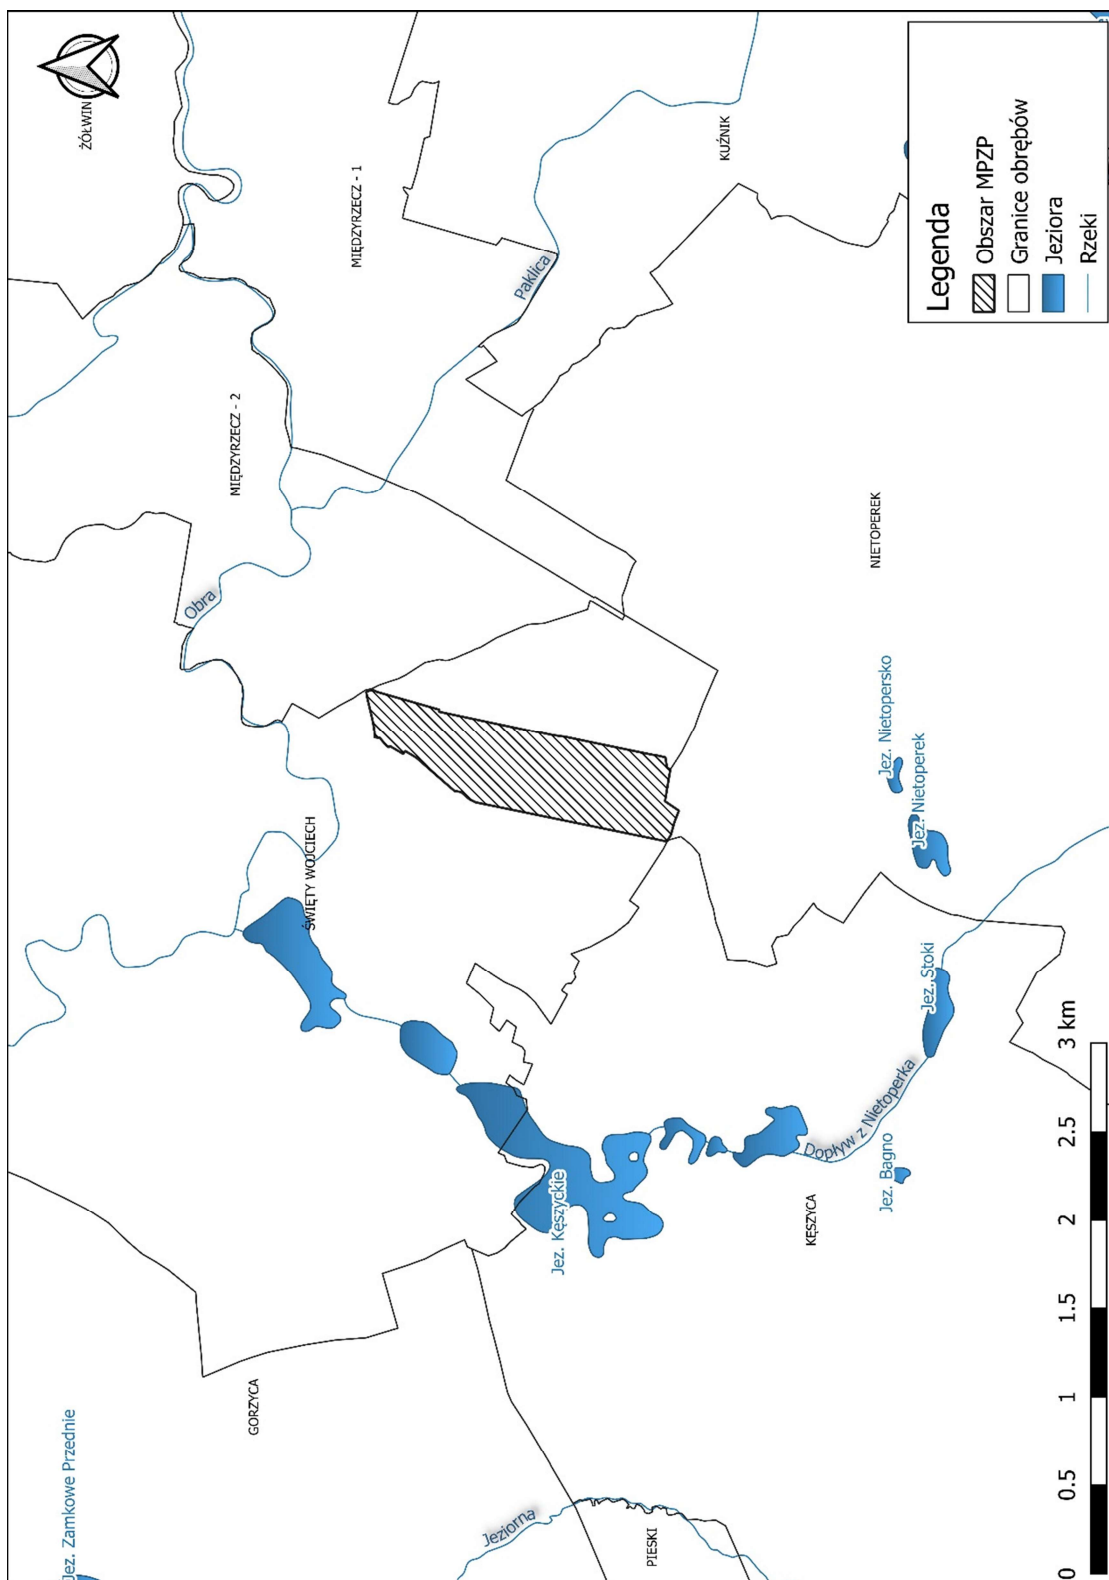 ŻÓŁWIN
MIĘDZYRZECZ - 1
MIĘDZYRZECZ - 2
KUŹNIK
Paklica
Obra
ŚWIĘTY WOJCIECH
NIETOPEREK
Jez. Nietopersko
Jez. Nietoperek
Jez. Stoki
Dopływ z Nietoperka
Jez. Bagno
KĘSZYCA
Jez. Kęszyckie
GORZYCA
Jez. Zamkowe Przednie
Jeziorna
PIESKI
Legenda
Obszar MPZP
Granice obrębów
Jeziora
Rzeki
0 0.5 1 1.5 2 2.5 3 km